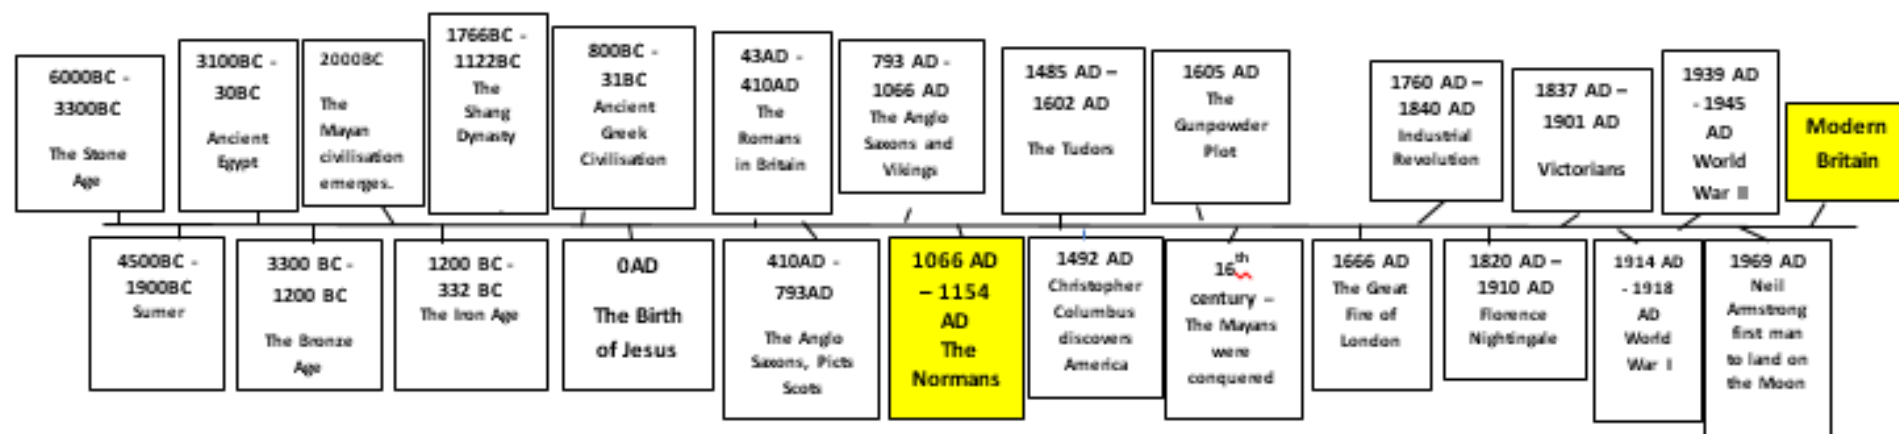 6000BC -
3300BC
The Stone
Age
3100BC -
30BC
Ancient
Egypt
2000BC
The
Mayan
civilisation
emerges.
1766BC -
1122BC
The
Shang
Dynasty
800BC -
31BC
Ancient
Greek
Civilisation
43AD -
410AD
The
Romans
in Britain
793 AD -
1066 AD
The Anglo
Saxons and
Vikings
1485 AD –
1602 AD
The Tudors
1605 AD
The
Gunpowder
Plot
1760 AD –
1840 AD
Industrial
Revolution
1837 AD –
1901 AD
Victorians
1939 AD
- 1945
AD
World
War II
Modern
Britain
4500BC -
1900BC
Sumer
3300 BC -
1200 BC
The Bronze
Age
1200 BC -
332 BC
The Iron Age
0AD
The Birth
of Jesus
410AD -
793AD
The Anglo
Saxons, Picts
Scots
1066 AD
– 1154
AD
The
Normans
1492 AD
Christopher
Columbus
discovers
America
16th
century –
The Mayans
were
conquered
1666 AD
The Great
Fire of
London
1820 AD –
1910 AD
Florence
Nightingale
1914 AD
- 1918
AD
World
War I
1969 AD
Neil
Armstrong
first man
to land on
the Moon